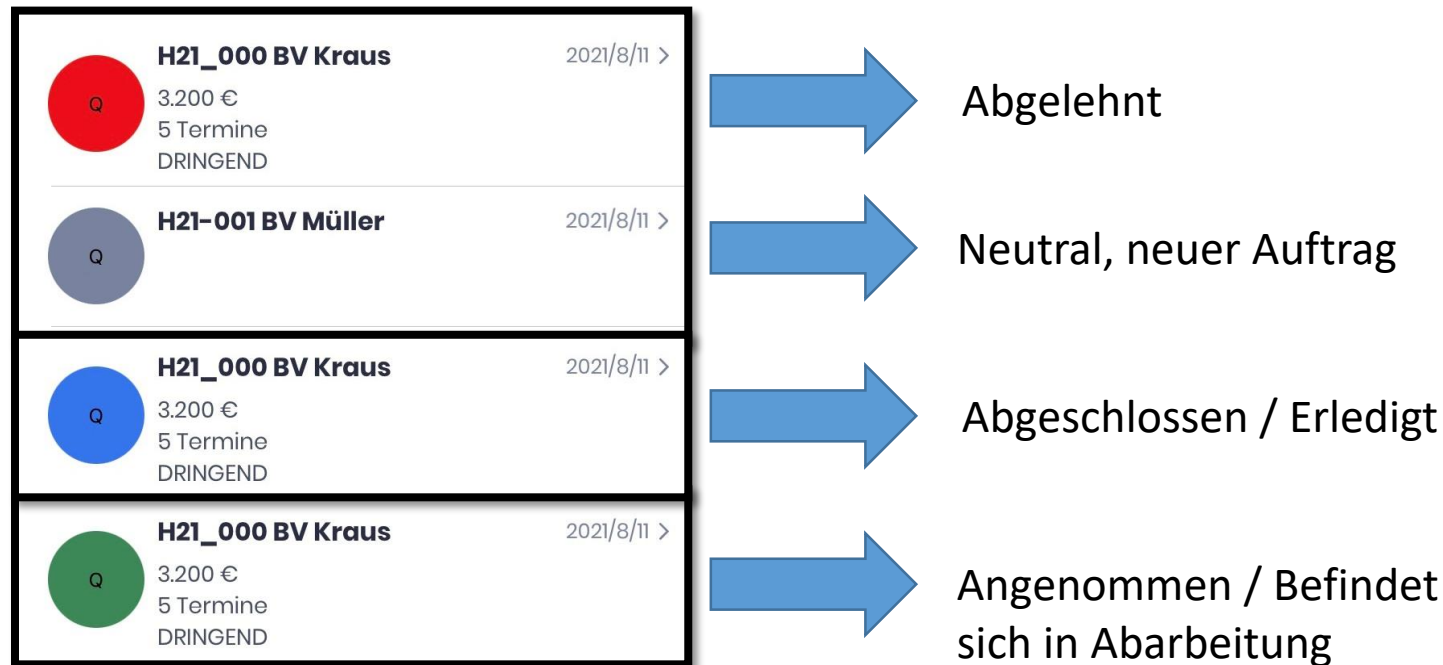 H21_000 BV Kraus 2021/8/11 >
Q
3.200 €
5 Termine
DRINGEND
Abgelehnt
H21-001 BV Müller 2021/8/11 >
Q
Neutral, neuer Auftrag
H21_000 BV Kraus 2021/8/11 >
Q
3.200 €
5 Termine
DRINGEND
Abgeschlossen / Erledigt
H21_000 BV Kraus 2021/8/11 >
Q
3.200 €
5 Termine
DRINGEND
Angenommen / Befindet
sich in Abarbeitung